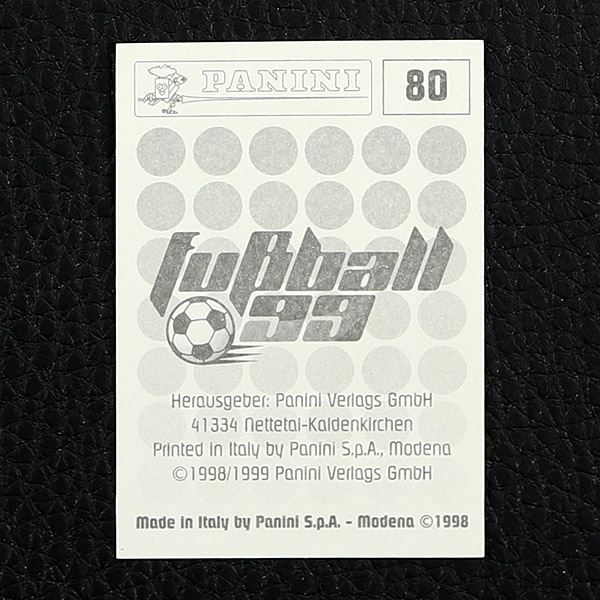 PANINI
80
fußball
99
Herausgeber: Panini Verlags GmbH
41334 Nettetal-Kaldenkirchen
Printed in Italy by Panini S.p.A., Modena
©1998/1999 Panini Verlags GmbH
Made in Italy by Panini S.p.A. - Modena ©1998